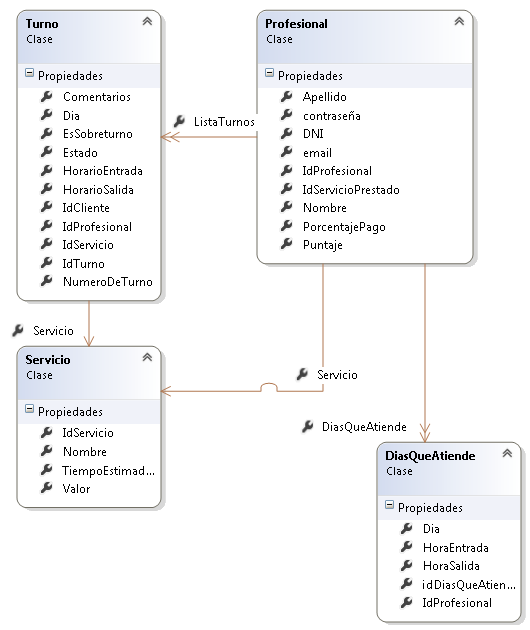 Turno
Clase
Propiedades
Comentarios
Dia
EsSobreturno
Estado
HorarioEntrada
HorarioSalida
IdCliente
IdProfesional
IdServicio
IdTurno
NumeroDeTurno
ListaTurnos
Profesional
Clase
Propiedades
Apellido
contraseña
DNI
email
IdProfesional
IdServicioPrestado
Nombre
PorcentajePago
Puntaje
Servicio
Servicio
Clase
Propiedades
IdServicio
Nombre
TiempoEstimad...
Valor
Servicio
DiasQueAtiende
DiasQueAtiende
Clase
Propiedades
Dia
HoraEntrada
HoraSalida
idDiasQueAtien...
IdProfesional